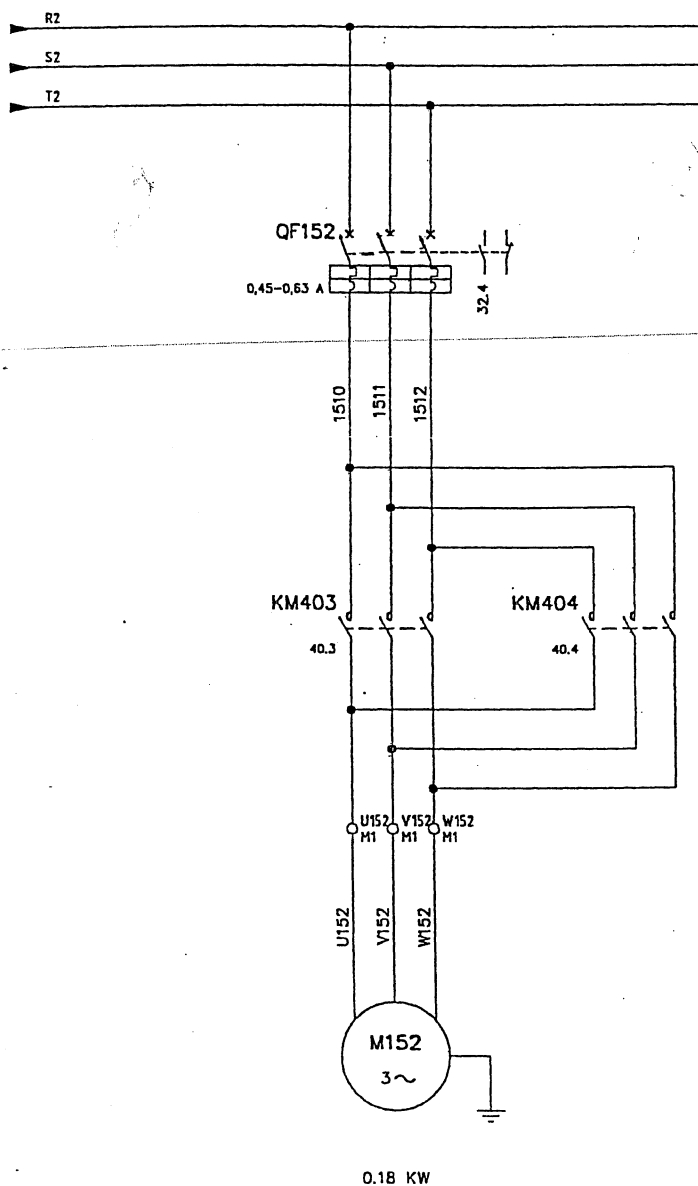 R2
S2
T2
QF152
0,45-0,63 A
32.4
1510
1511
1512
KM403
40.3
KM404
40.4
U152
M1
V152
M1
W152
M1
U152
V152
W152
M152
3~
0.18 KW